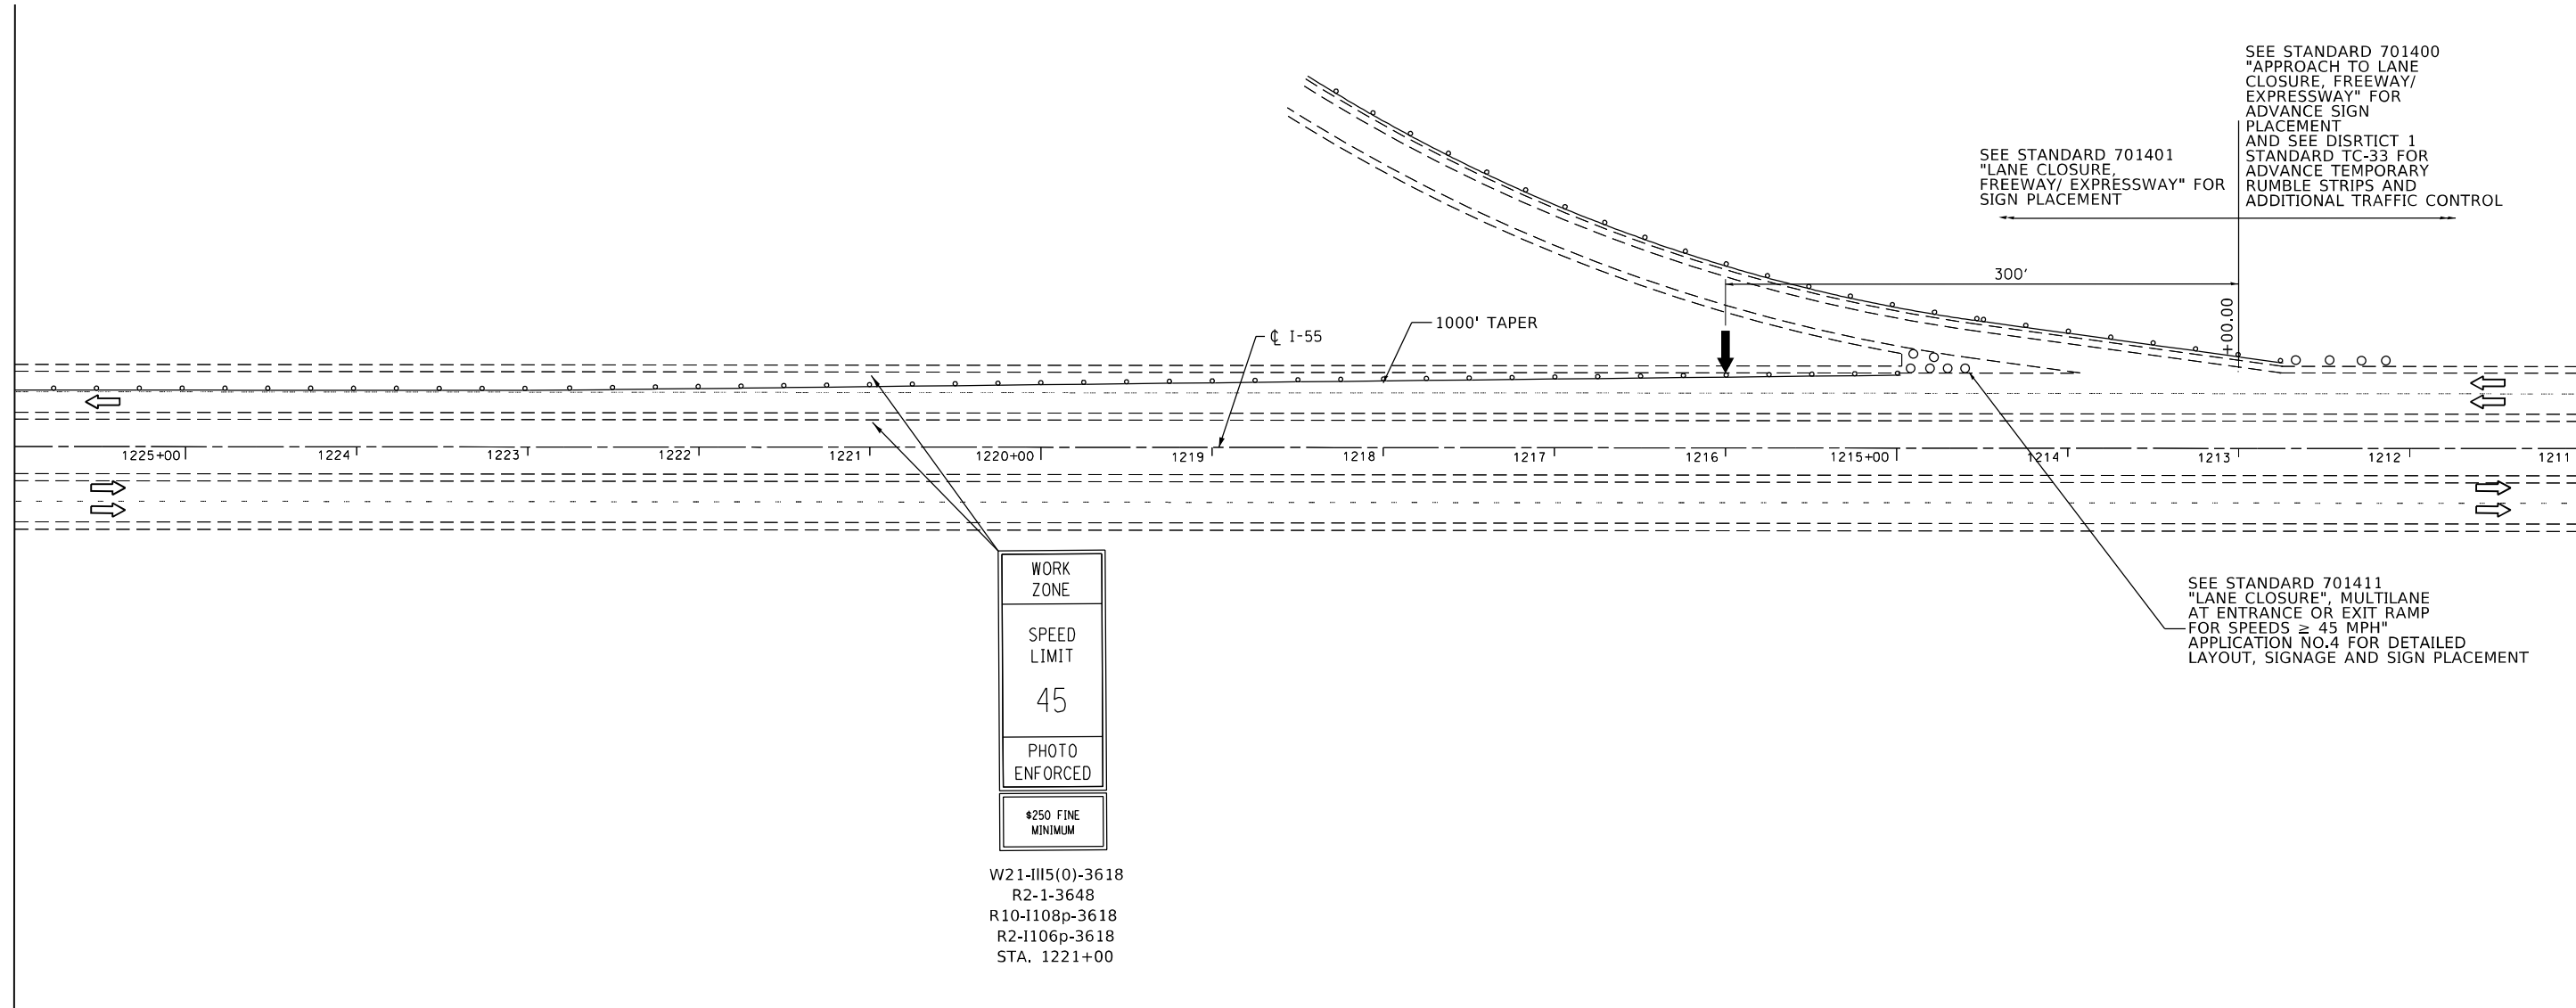 SEE STANDARD 701400
"APPROACH TO LANE
CLOSURE, FREEWAY/
EXPRESSWAY" FOR
ADVANCE SIGN
PLACEMENT
AND SEE DISRTICT 1
STANDARD TC-33 FOR
ADVANCE TEMPORARY
RUMBLE STRIPS AND
ADDITIONAL TRAFFIC CONTROL
SEE STANDARD 701401
"LANE CLOSURE,
FREEWAY/ EXPRESSWAY" FOR
SIGN PLACEMENT
300'
+00.00
1000' TAPER
℄ I-55
1225+00 1224 1223 1222 1221 1220+00 1219 1218 1217 1216 1215+00 1214 1213 1212 1211
WORK
ZONE
SPEED
LIMIT
45
PHOTO
ENFORCED
$250 FINE
MINIMUM
W21-III5(0)-3618
R2-1-3648
R10-I108p-3618
R2-I106p-3618
STA. 1221+00
SEE STANDARD 701411
"LANE CLOSURE", MULTILANE
AT ENTRANCE OR EXIT RAMP
FOR SPEEDS ≥ 45 MPH"
APPLICATION NO.4 FOR DETAILED
LAYOUT, SIGNAGE AND SIGN PLACEMENT